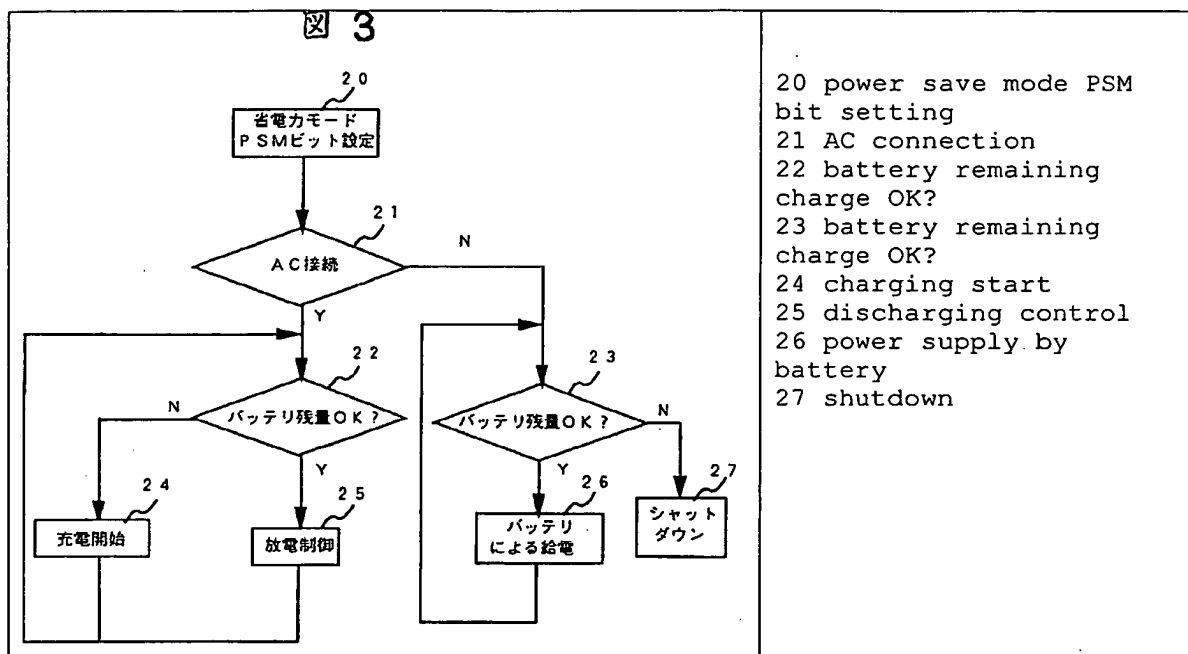 図 3
20
省電力モード
PSMビット設定
21
AC接続
N
Y
22
バッテリ残量OK?
N
Y
23
バッテリ残量OK?
N
Y
24
充電開始
25
放電制御
26
バッテリ
による給電
27
シャット
ダウン
20 power save mode PSM
bit setting
21 AC connection
22 battery remaining
charge OK?
23 battery remaining
charge OK?
24 charging start
25 discharging control
26 power supply by
battery
27 shutdown